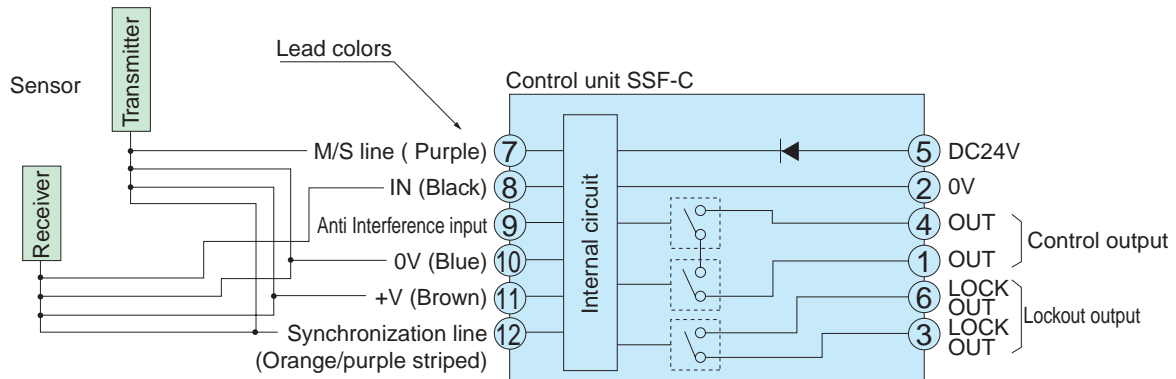 Transmitter
Sensor
Receiver
Lead colors
Control unit SSF-C
M/S line ( Purple) 7
IN (Black) 8
Anti Interference input 9
0V (Blue) 10
+V (Brown) 11
Synchronization line 12
(Orange/purple striped)
Internal circuit
5 DC24V
2 0V
4 OUT
1 OUT
Control output
6 LOCK
OUT
3 LOCK
OUT
Lockout output